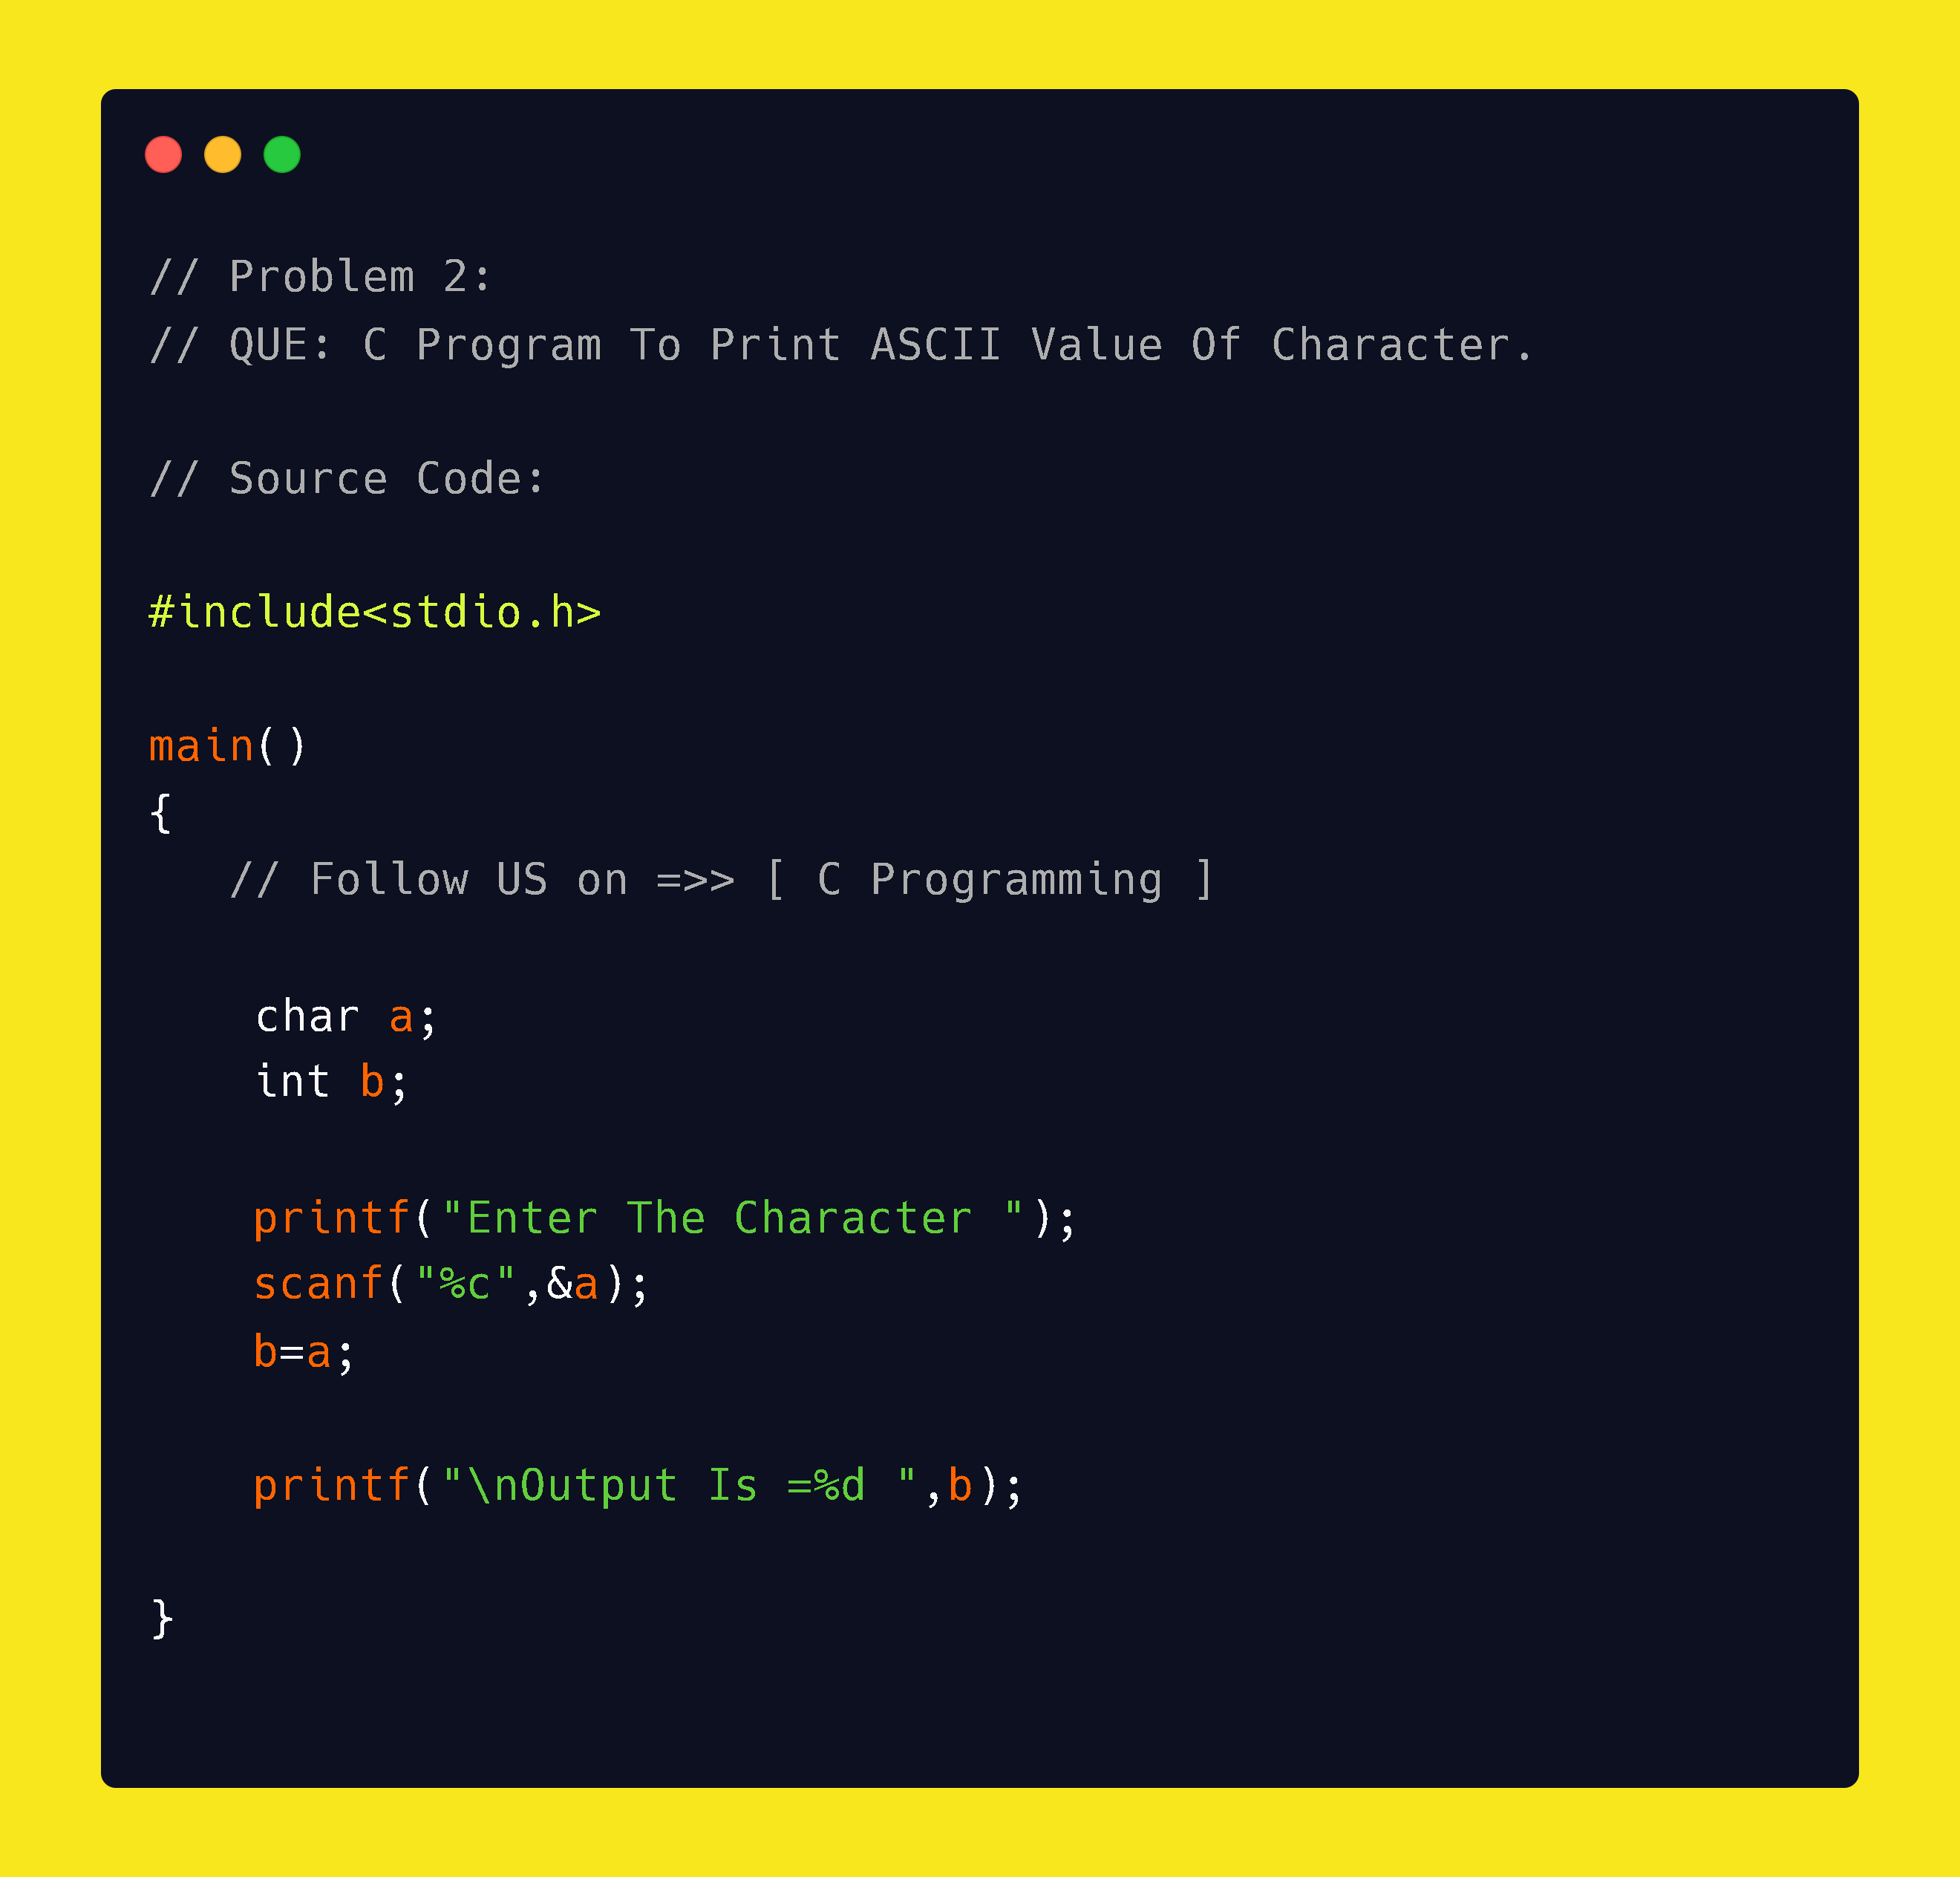 // Problem 2:
// QUE: C Program To Print ASCII Value Of Character.
// Source Code:
#include<stdio.h>
main()
{
// Follow US on =>> [ C Programming ]
char a;
int b;
printf("Enter The Character ");
scanf("%c",&a);
b=a;
printf("\nOutput Is =%d ",b);
}